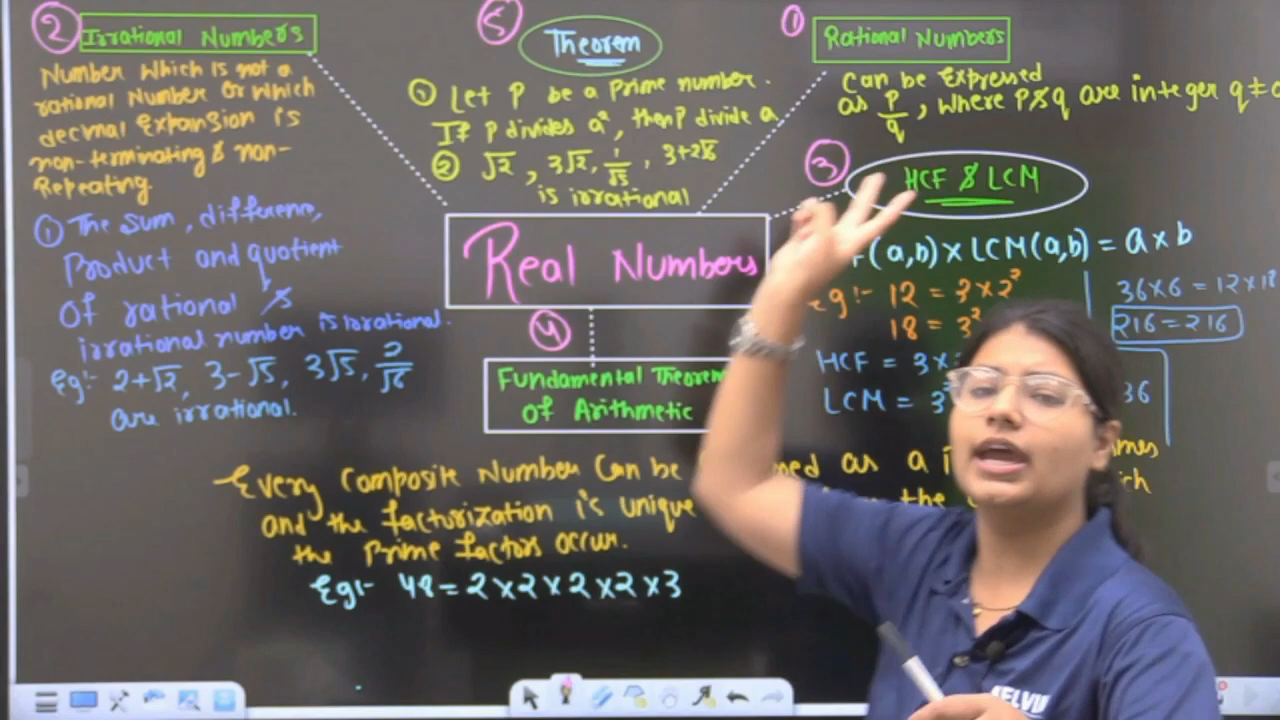 ② Irrational Numbers
Number which is not a
rational Number or which
decimal Expansion is
non-terminating & non-
Repeating
① The sum, difference,
Product and quotient
Of rational &
irrational number is irrational.
Eg:- 2+√2, 3-√5, 3√5, 2/√6
are irrational.
⑤ Theorem
① Let P be a Prime number.
If P divides a², then P divide a
② √2, 3√2, 1/√5, 3+2√5
is irrational
① Rational Numbers
Can be Expressed
as P/q, where P & q are integer q ≠ 0
③ HCF & LCM
(a,b) × LCM(a,b) = a × b
Eg:- 12 = 3×2²
18 = 3²
HCF = 3×
LCM = 3²
36
36×6 = 12×18
216 = 216
Real Numbers
④
Fundamental Theorem
Of Arithmetic
Every Composite Number Can be as a
and the factorization is unique the
the Prime factors occur.
Eg:- 48 = 2×2×2×2×3